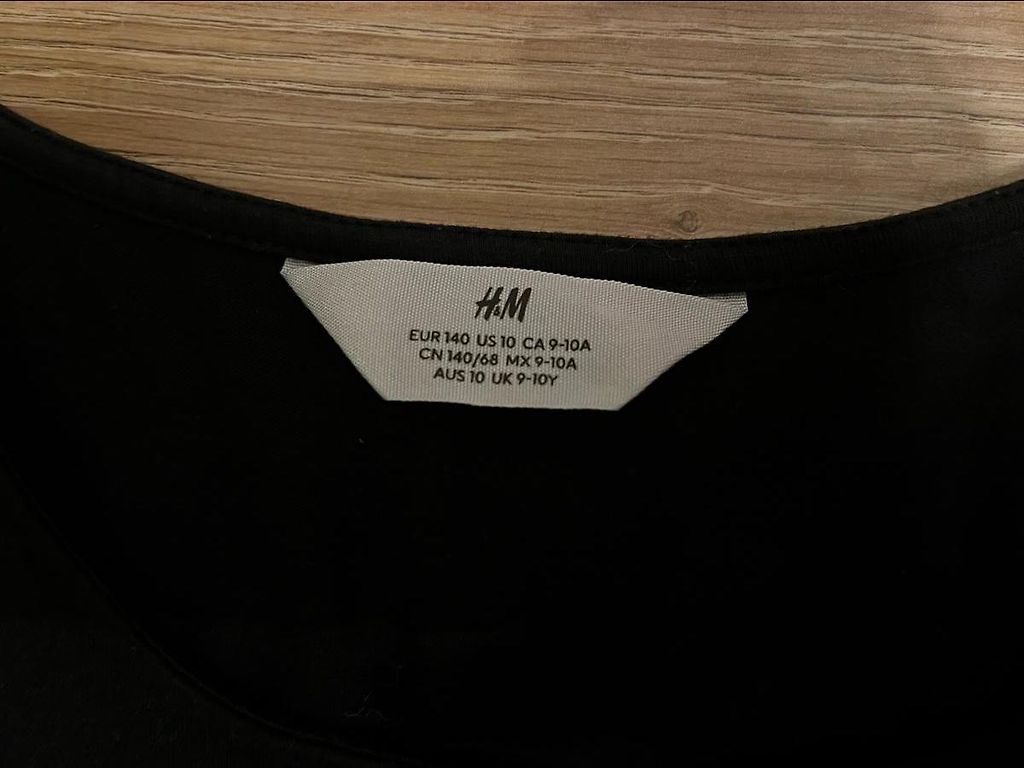 H&M
EUR 140 US 10 CA 9-10A
CN 140/68 MX 9-10A
AUS 10 UK 9-10Y